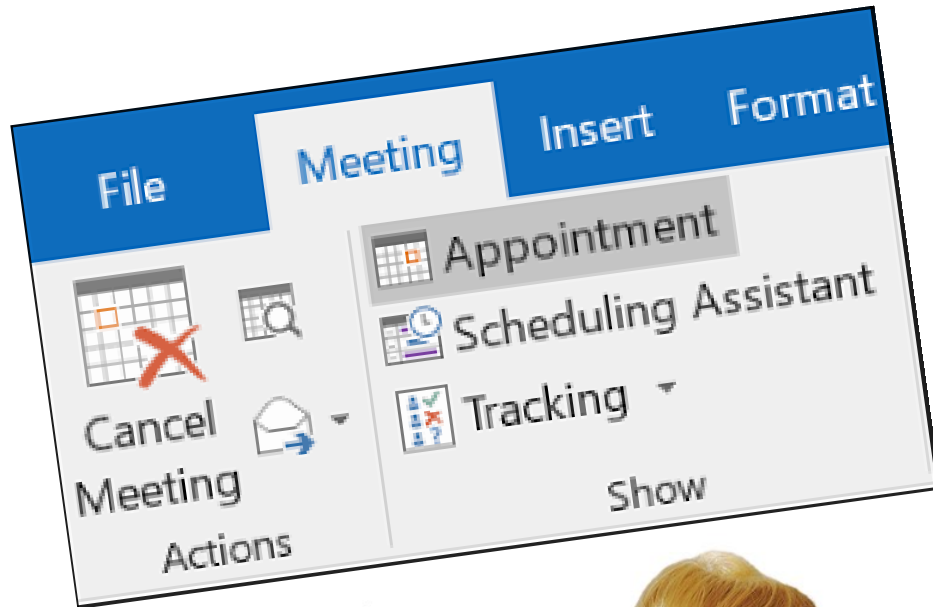 File Meeting Insert Format
Appointment
Scheduling Assistant
Tracking
Cancel
Meeting
Actions
Show